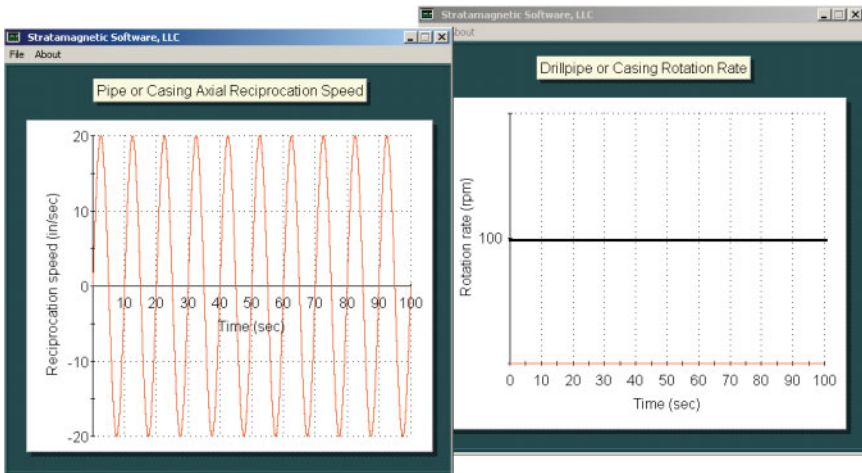 Stratamagnetic Software, LLC
File About
Pipe or Casing Axial Reciprocation Speed
20
10
0
-10
-20
Reciprocation speed (in/sec)
10 20 30 40 50 60 70 80 90 100
Time (sec)
Stratamagnetic Software, LLC
About
Drillpipe or Casing Rotation Rate
100
Rotation rate (rpm)
0 10 20 30 40 50 60 70 80 90 100
Time (sec)